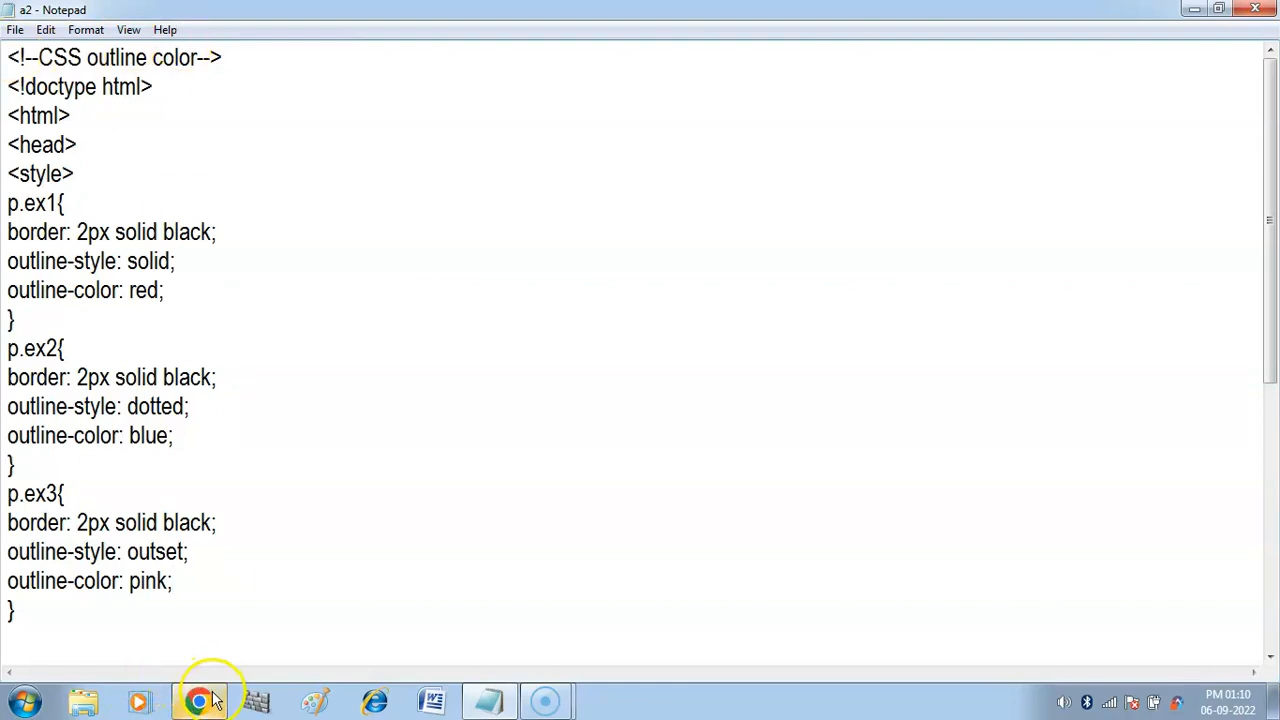 a2 - Notepad
File Edit Format View Help
<!--CSS outline color-->
<!doctype html>
<html>
<head>
<style>
p.ex1{
border: 2px solid black;
outline-style: solid;
outline-color: red;
}
p.ex2{
border: 2px solid black;
outline-style: dotted;
outline-color: blue;
}
p.ex3{
border: 2px solid black;
outline-style: outset;
outline-color: pink;
}
PM 01:10
06-09-2022